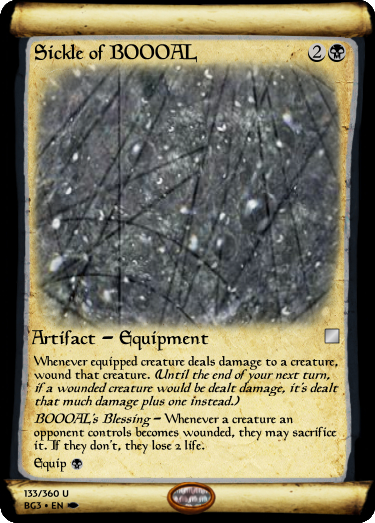 Sickle of BOOOAL 2
Artifact – Equipment
Whenever equipped creature deals damage to a creature,
wound that creature. (Until the end of your next turn,
if a wounded creature would be dealt damage, it's dealt
that much damage plus one instead.)
BOOOAL's Blessing – Whenever a creature an
opponent controls becomes wounded, they may sacrifice
it. If they don't, they lose 2 life.
Equip
133/360 U
BG3 • EN